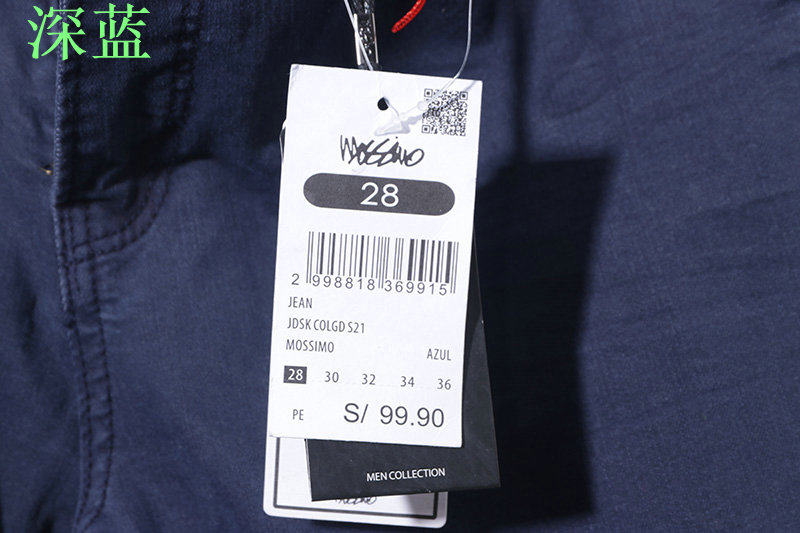 深蓝
MOSSIMO
28
2 998818 369915
JEAN
JDSK COLGD S21
MOSSIMO
AZUL
28 30 32 34 36
PE S/ 99.90
MEN COLLECTION